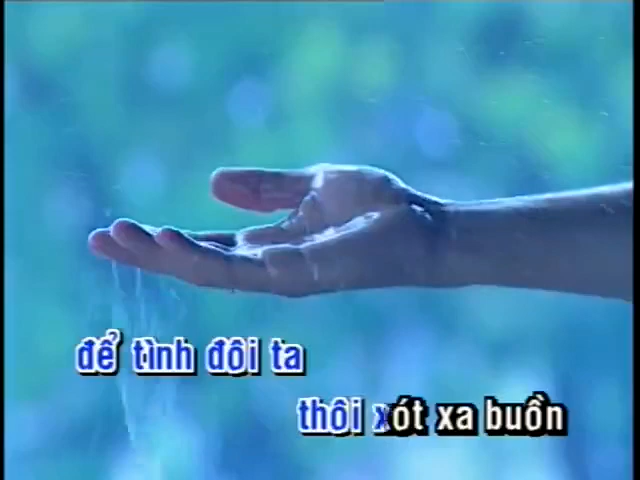 để tình đôi ta
thôi xót xa buồn